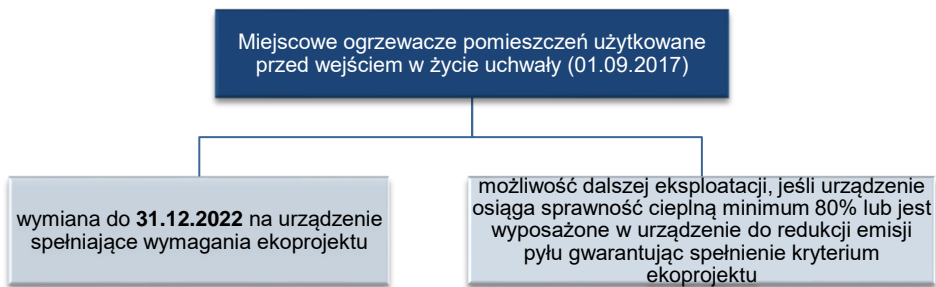 Miejscowe ogrzewacze pomieszczeń użytkowane
przed wejściem w życie uchwały (01.09.2017)
wymiana do 31.12.2022 na urządzenie
spełniające wymagania ekoprojektu
możliwość dalszej eksploatacji, jeśli urządzenie
osiąga sprawność cieplną minimum 80% lub jest
wyposażone w urządzenie do redukcji emisji
pyłu gwarantując spełnienie kryterium
ekoprojektu